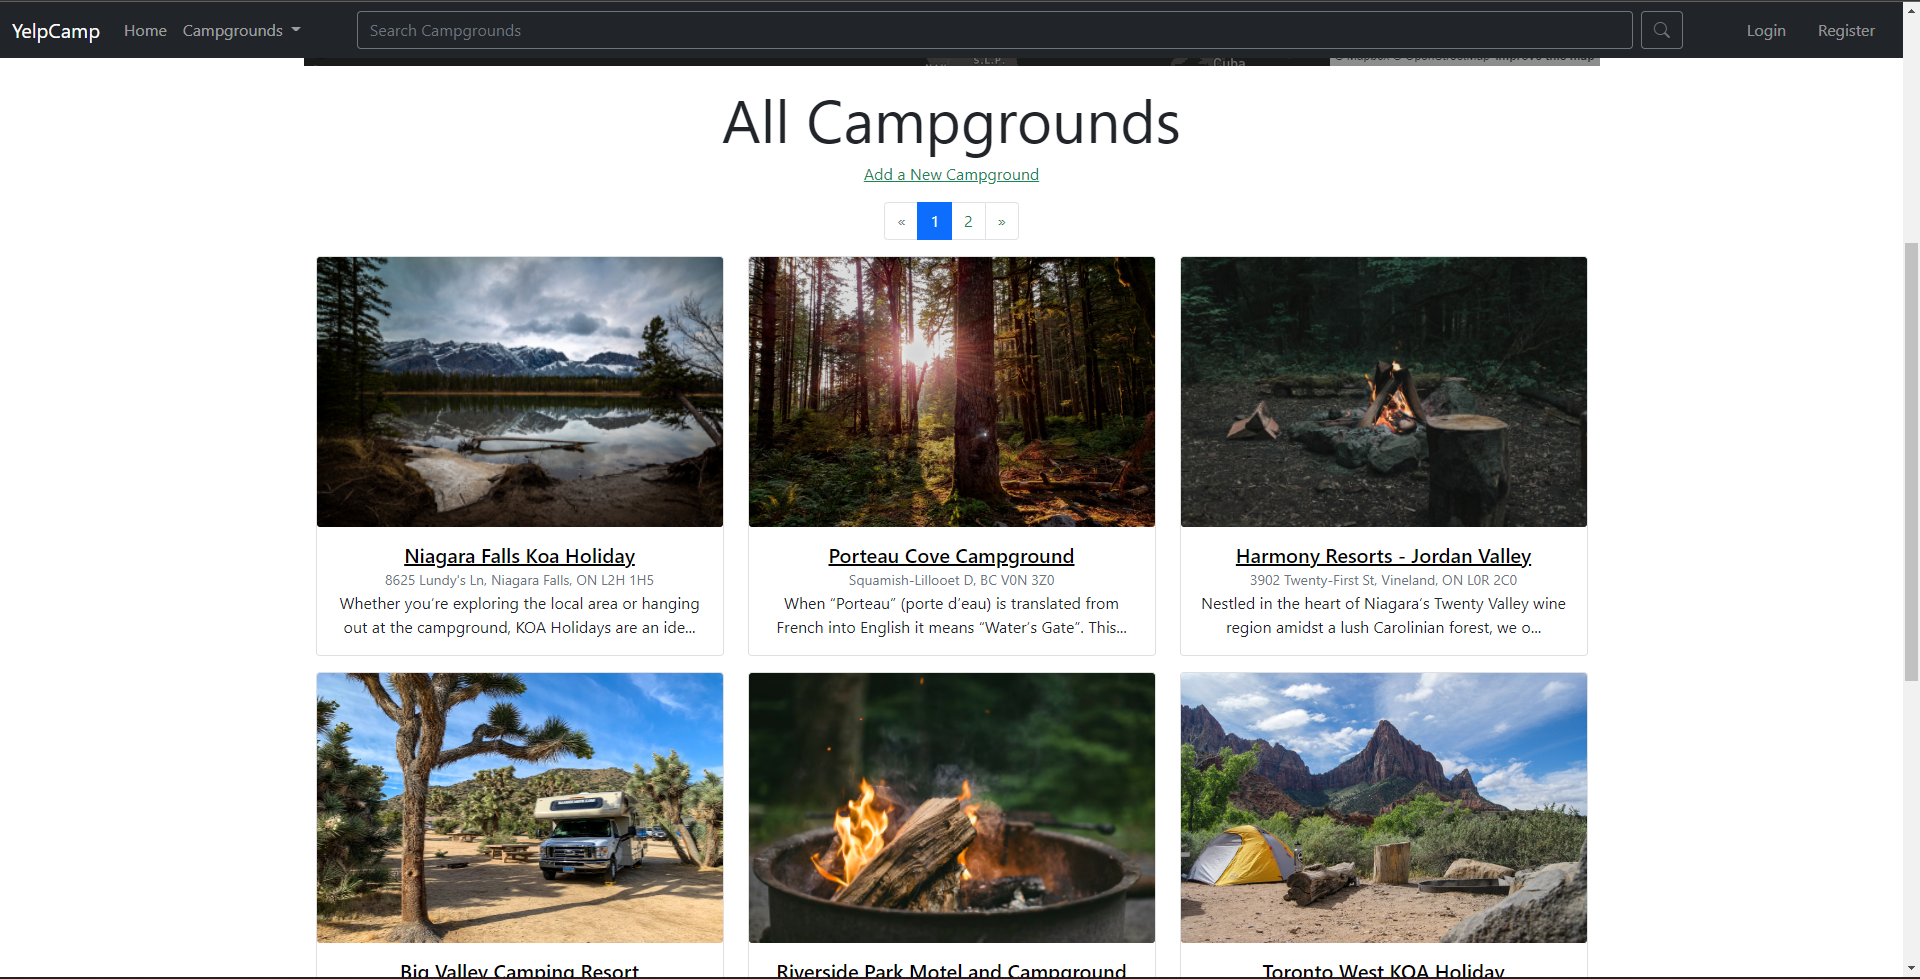 YelpCamp Home Campgrounds Search Campgrounds Login Register
S.L.P. Cuba © Mapbox © OpenStreetMap Improve this map
All Campgrounds
Add a New Campground
« 1 2 »
Niagara Falls Koa Holiday
8625 Lundy's Ln, Niagara Falls, ON L2H 1H5
Whether you’re exploring the local area or hanging
out at the campground, KOA Holidays are an ide...
Porteau Cove Campground
Squamish-Lillooet D, BC V0N 3Z0
When “Porteau” (porte d’eau) is translated from
French into English it means “Water’s Gate”. This...
Harmony Resorts - Jordan Valley
3902 Twenty-First St, Vineland, ON L0R 2C0
Nestled in the heart of Niagara’s Twenty Valley wine
region amidst a lush Carolinian forest, we o...
Big Valley Camping Resort
Riverside Park Motel and Campground
Toronto West KOA Holiday